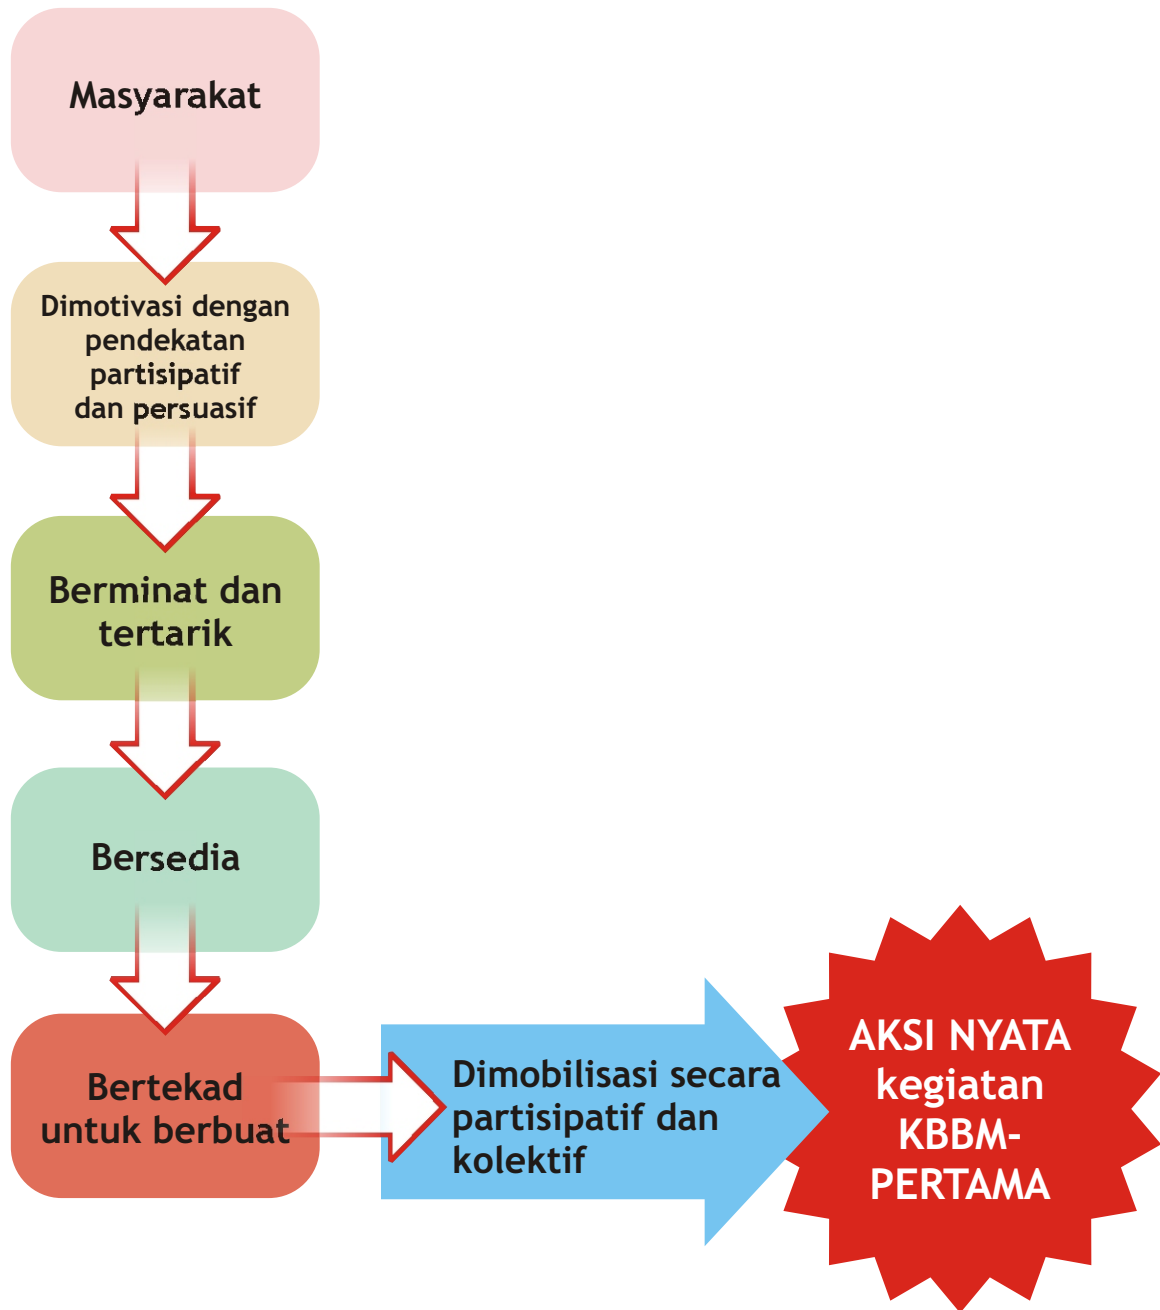 Masyarakat
Dimotivasi dengan
pendekatan
partisipatif
dan persuasif
Berminat dan
tertarik
Bersedia
Bertekad
untuk berbuat
Dimobilisasi secara
partisipatif dan
kolektif
AKSI NYATA
kegiatan
KBBM-
PERTAMA